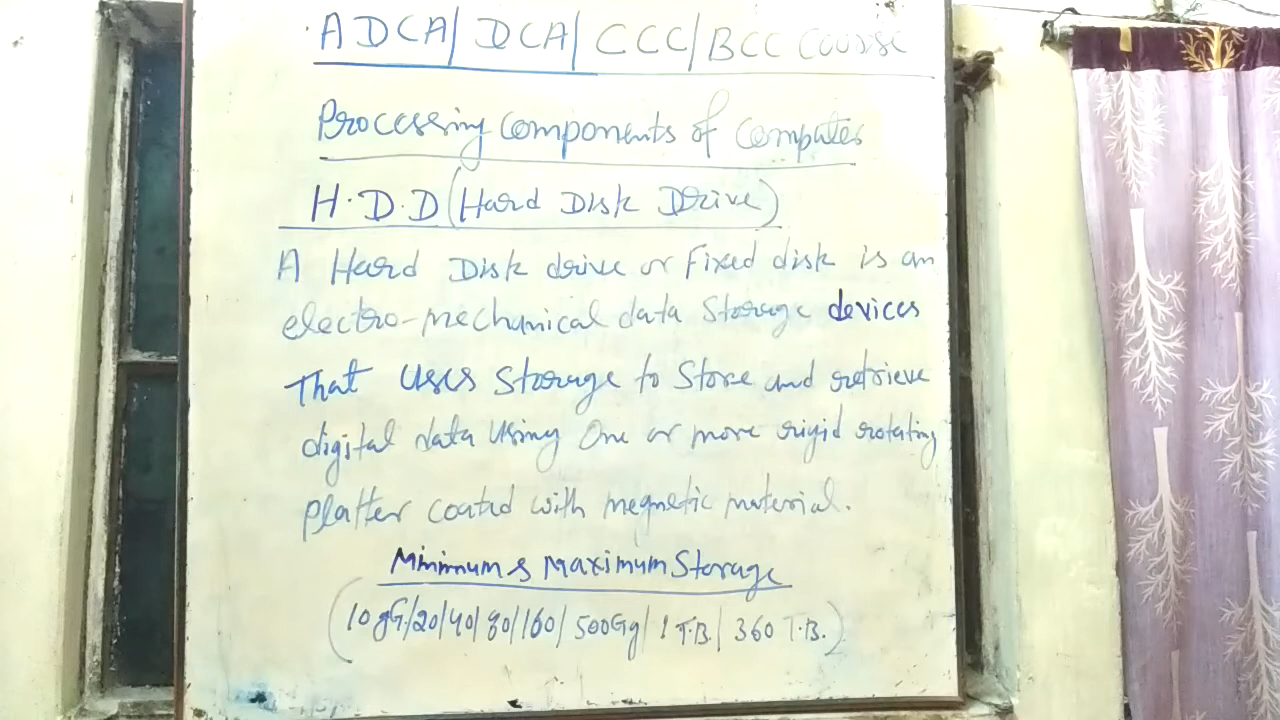 ADCA/DCA/CCC/BCC Course
Processing Components of Computer
H.D.D (Hard Disk Drive)
A Hard Disk drive or fixed disk is an
electro-mechanical data Storage devices
That uses storage to Store and retrieve
digital data Using One or more rigid rotating
platter coated with megnetic material.
Minimum & Maximum Storage
(10 gG/20/40/80/160/500Gg/1 T.B./360 T.B.)